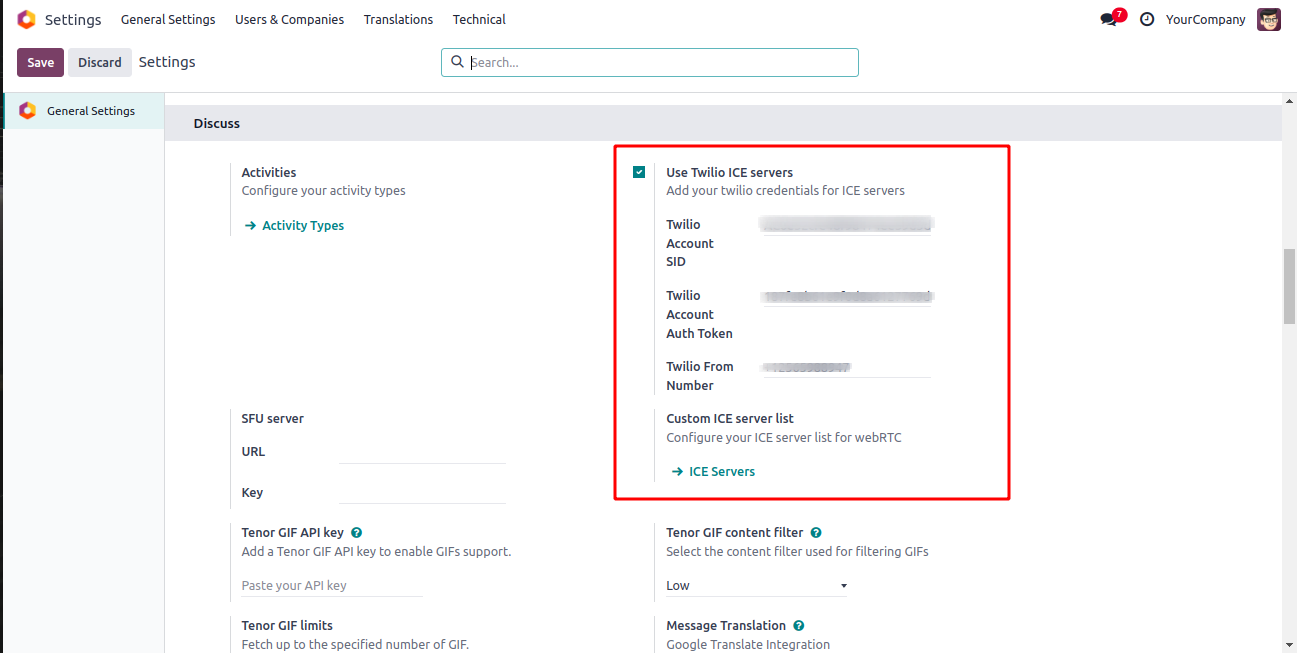 Settings General Settings Users & Companies Translations Technical 7 YourCompany
Save Discard Settings Search...
General Settings
Discuss
Activities
Configure your activity types
Activity Types
Use Twilio ICE servers
Add your twilio credentials for ICE servers
Twilio
Account
SID
Twilio
Account
Auth Token
Twilio From
Number
SFU server
URL
Key
Custom ICE server list
Configure your ICE server list for webRTC
ICE Servers
Tenor GIF API key ?
Add a Tenor GIF API key to enable GIFs support.
Paste your API key
Tenor GIF content filter ?
Select the content filter used for filtering GIFs
Low
Tenor GIF limits
Fetch up to the specified number of GIF.
Message Translation ?
Google Translate Integration